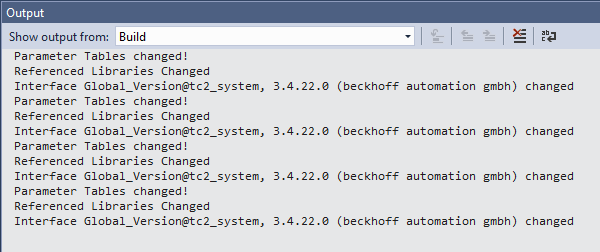 Output
Show output from: Build
Parameter Tables changed!
Referenced Libraries Changed
Interface Global_Version@tc2_system, 3.4.22.0 (beckhoff automation gmbh) changed
Parameter Tables changed!
Referenced Libraries Changed
Interface Global_Version@tc2_system, 3.4.22.0 (beckhoff automation gmbh) changed
Parameter Tables changed!
Referenced Libraries Changed
Interface Global_Version@tc2_system, 3.4.22.0 (beckhoff automation gmbh) changed
Parameter Tables changed!
Referenced Libraries Changed
Interface Global_Version@tc2_system, 3.4.22.0 (beckhoff automation gmbh) changed